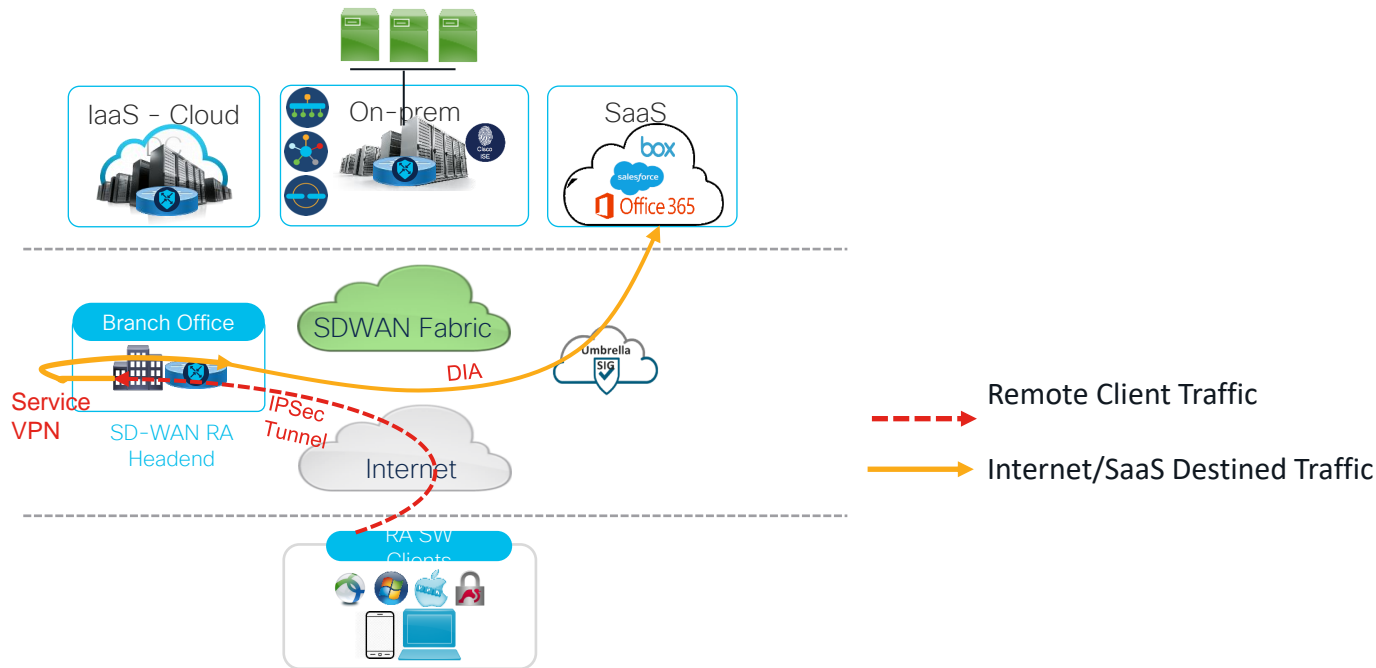 IaaS - Cloud
DC
On-prem
Cisco
ISE
SaaS
box
salesforce
Office 365
Branch Office
SDWAN Fabric
DIA
Umbrella
SIG
Service
VPN
SD-WAN RA
Headend
IPSec
Tunnel
Internet
Remote Client Traffic
Internet/SaaS Destined Traffic
RA SW
Clients